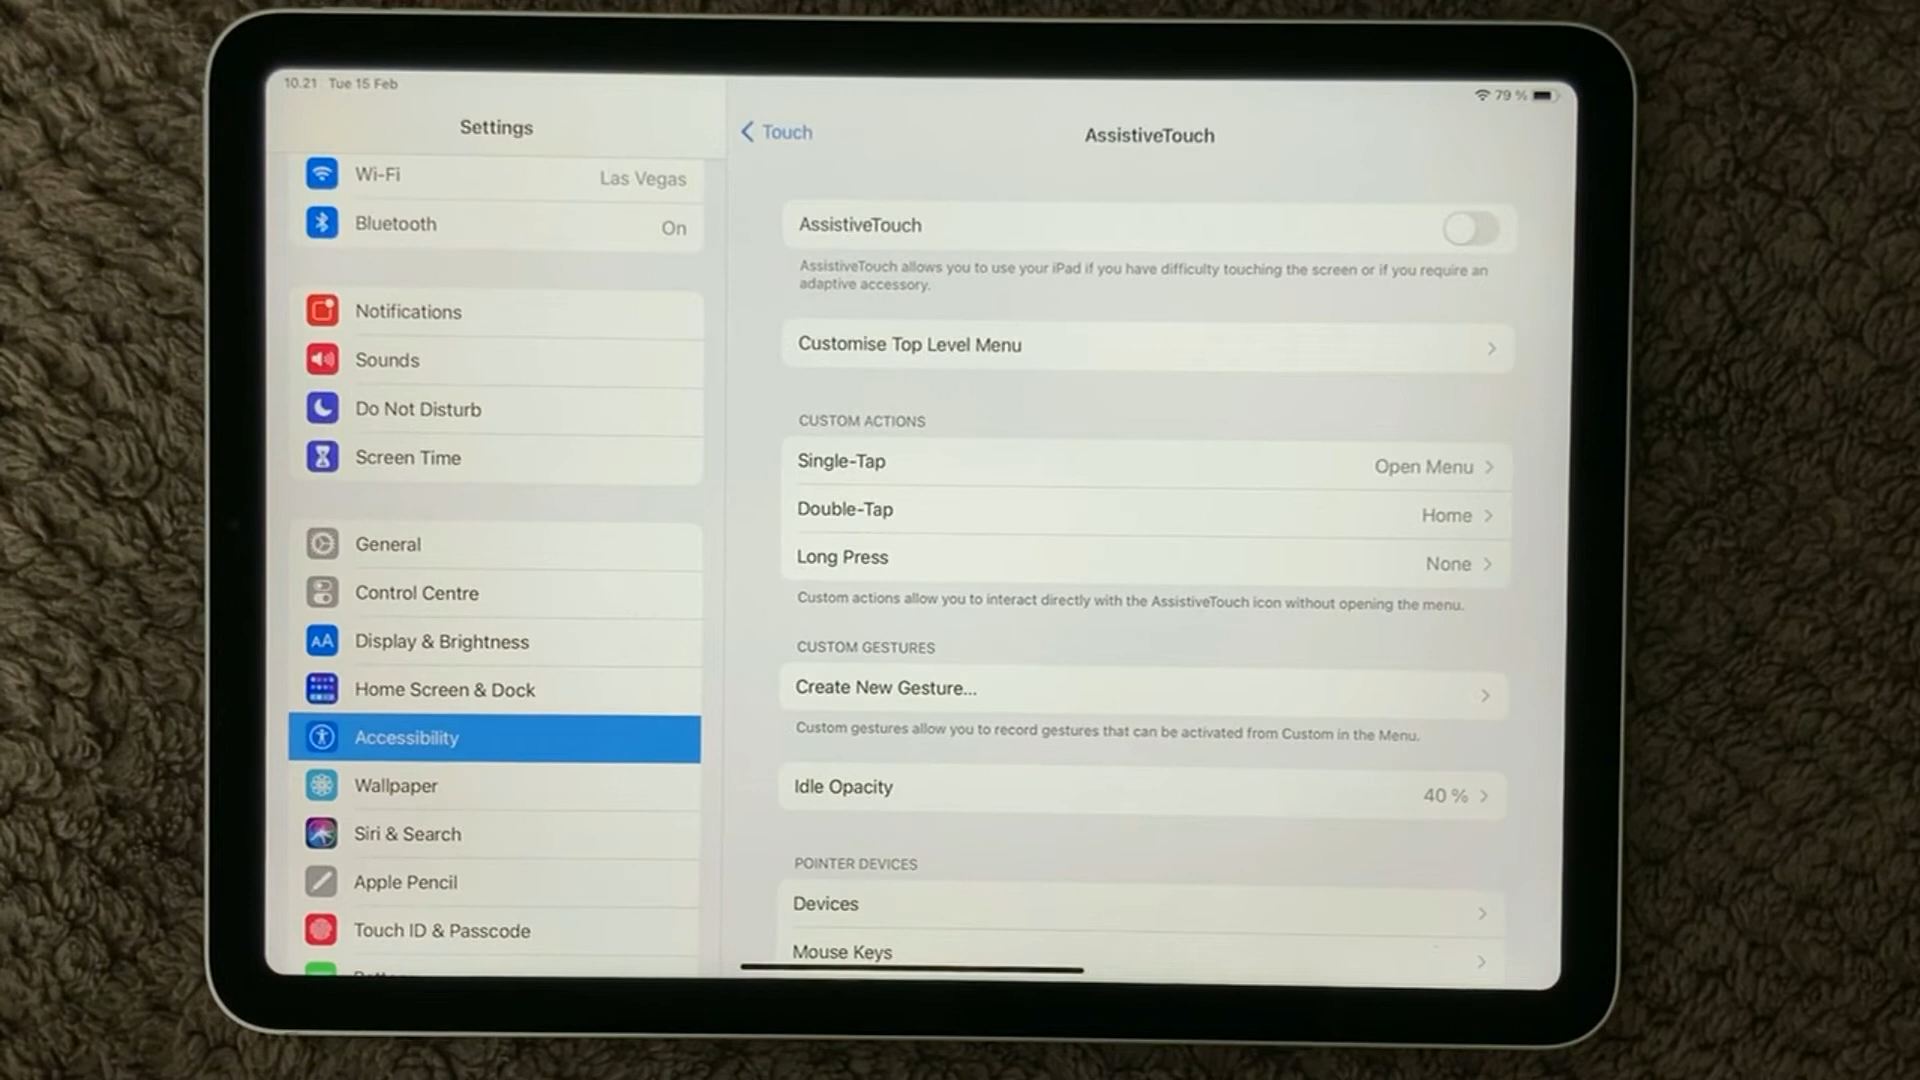 10.21 Tue 15 Feb
79 %
Settings
Wi-Fi Las Vegas
Bluetooth On
Notifications
Sounds
Do Not Disturb
Screen Time
General
Control Centre
Display & Brightness
AA
Home Screen & Dock
Accessibility
Wallpaper
Siri & Search
Apple Pencil
Touch ID & Passcode
Touch
AssistiveTouch
AssistiveTouch
AssistiveTouch allows you to use your iPad if you have difficulty touching the screen or if you require an
adaptive accessory.
Customise Top Level Menu
CUSTOM ACTIONS
Single-Tap Open Menu
Double-Tap Home
Long Press None
Custom actions allow you to interact directly with the AssistiveTouch icon without opening the menu.
CUSTOM GESTURES
Create New Gesture...
Custom gestures allow you to record gestures that can be activated from Custom in the Menu.
Idle Opacity 40 %
POINTER DEVICES
Devices
Mouse Keys